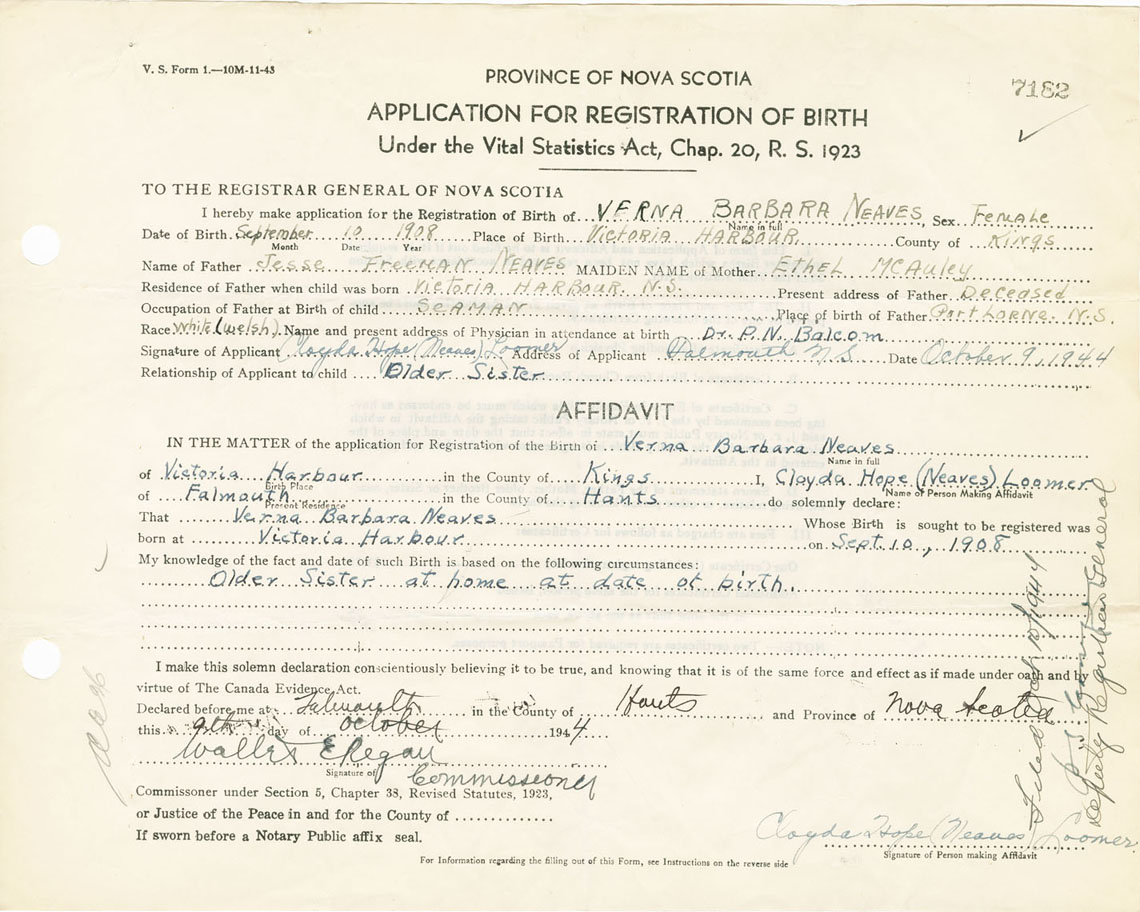 V. S. Form 1.—10M-11-43
PROVINCE OF NOVA SCOTIA
7182
APPLICATION FOR REGISTRATION OF BIRTH
Under the Vital Statistics Act, Chap. 20, R. S. 1923
TO THE REGISTRAR GENERAL OF NOVA SCOTIA
I hereby make application for the Registration of Birth of VERNA BARBARA NEAVES, Sex Female
Name in full
Date of Birth September 10 1908 Place of Birth Victoria HARBOUR County of Kings
Month Date Year
Name of Father Jesse Freeman NEAVES MAIDEN NAME of Mother Ethel McAuley
Residence of Father when child was born Victoria HARBOUR N.S. Present address of Father Deceased
Occupation of Father at Birth of child SEAMAN Place of birth of Father Port Lorne. N.S.
Race White (Welsh) Name and present address of Physician in attendance at birth Dr. P.N. Balcom
Signature of Applicant Cloyda Hope (Neaves) Loomer Address of Applicant Falmouth N.S. Date October 9, 1944
Relationship of Applicant to child Older Sister
AFFIDAVIT
IN THE MATTER of the application for Registration of the Birth of Verna Barbara Neaves
Name in full
of Victoria Harbour in the County of Kings I, Cloyda Hope (Neaves) Loomer
Birth Place Name of Person Making Affidavit
of Falmouth in the County of Hants do solemnly declare:
Present Residence
That Verna Barbara Neaves Whose Birth is sought to be registered was
born at Victoria Harbour on Sept. 10, 1908
My knowledge of the fact and date of such Birth is based on the following circumstances:
Older Sister at home at date of birth.
I make this solemn declaration conscientiously believing it to be true, and knowing that it is of the same force and effect as if made under oath and by
virtue of The Canada Evidence Act.
Declared before me at Falmouth in the County of Hants and Province of Nova Scotia
this 9th day of October 1944
Wallis E Regan
Signature of Commissioner
Commissioner under Section 5, Chapter 38, Revised Statutes, 1923,
or Justice of the Peace in and for the County of
If sworn before a Notary Public affix seal.
Cloyda Hope (Neaves) Loomer
Signature of Person making Affidavit
For Information regarding the filling out of this Form, see Instructions on the reverse side
Filed Oct 10/1944
Deputy Registrar General